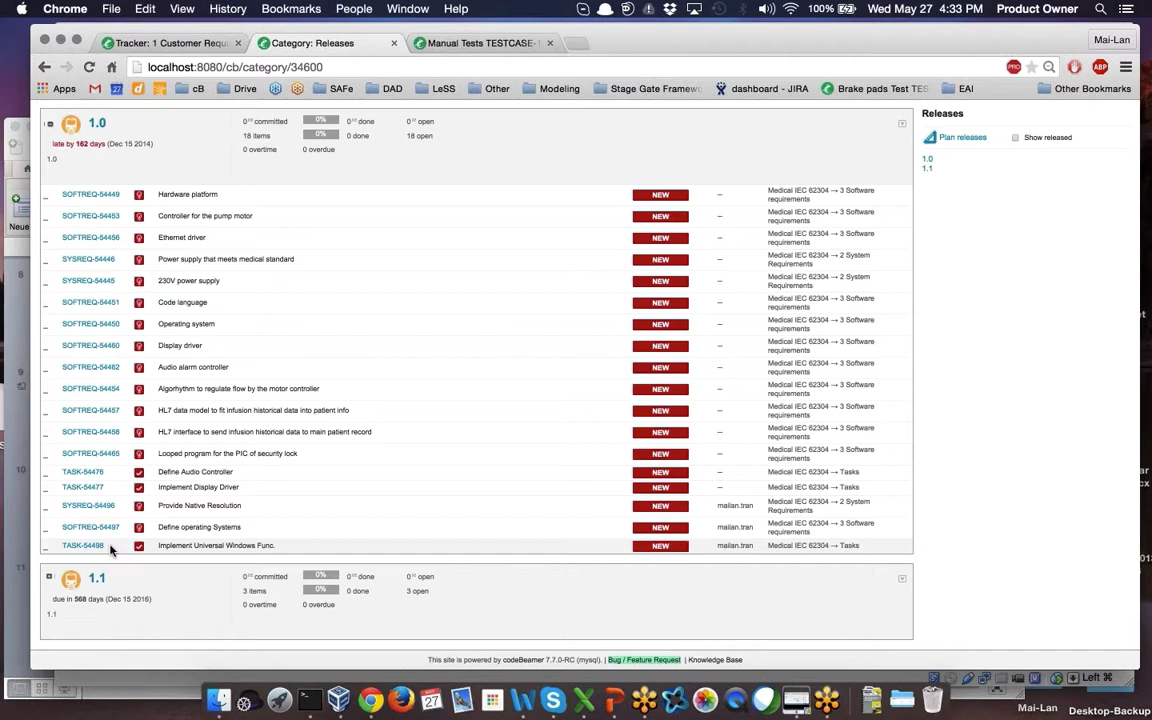 Chrome File Edit View History Bookmarks People Window Help 100% Wed May 27 4:33 PM Product Owner
Tracker: 1 Customer Requ Category: Releases Manual Tests TESTCASE- Mai-Lan
localhost:8080/cb/category/34600 PRO ABP
Apps 27 cB Drive SAFe DAD LeSS Other Modeling Stage Gate Framew dashboard - JIRA Brake pads Test TES EAI Other Bookmarks
1.0 0 committed 0% 0 done 0 open
18 items 0% 0 done 18 open
late by 162 days (Dec 15 2014) 0 overtime 0 overdue
1.0
SOFTREQ-54449 Hardware platform NEW -- Medical IEC 62304 → 3 Software requirements
SOFTREQ-54453 Controller for the pump motor NEW -- Medical IEC 62304 → 3 Software requirements
SOFTREQ-54456 Ethernet driver NEW -- Medical IEC 62304 → 3 Software requirements
SYSREQ-54446 Power supply that meets medical standard NEW -- Medical IEC 62304 → 2 System Requirements
SYSREQ-54445 230V power supply NEW -- Medical IEC 62304 → 2 System Requirements
SOFTREQ-54451 Code language NEW -- Medical IEC 62304 → 3 Software requirements
SOFTREQ-54450 Operating system NEW -- Medical IEC 62304 → 3 Software requirements
SOFTREQ-54460 Display driver NEW -- Medical IEC 62304 → 3 Software requirements
SOFTREQ-54462 Audio alarm controller NEW -- Medical IEC 62304 → 3 Software requirements
SOFTREQ-54454 Algorhythm to regulate flow by the motor controller NEW -- Medical IEC 62304 → 3 Software requirements
SOFTREQ-54457 HL7 data model to fit infusion historical data into patient info NEW -- Medical IEC 62304 → 3 Software requirements
SOFTREQ-54458 HL7 interface to send infusion historical data to main patient record NEW -- Medical IEC 62304 → 3 Software requirements
SOFTREQ-54465 Looped program for the PIC of security lock NEW -- Medical IEC 62304 → 3 Software requirements
TASK-54476 Define Audio Controller NEW -- Medical IEC 62304 → Tasks
TASK-54477 Implement Display Driver NEW -- Medical IEC 62304 → Tasks
SYSREQ-54496 Provide Native Resolution NEW mailan.tran Medical IEC 62304 → 2 System Requirements
SOFTREQ-54497 Define operating Systems NEW mailan.tran Medical IEC 62304 → 3 Software requirements
TASK-54498 Implement Universal Windows Func. NEW mailan.tran Medical IEC 62304 → Tasks
1.1 0 committed 0% 0 done 0 open
3 items 0% 0 done 3 open
due in 568 days (Dec 15 2016) 0 overtime 0 overdue
1.1
Releases
Plan releases Show released
1.0
1.1
This site is powered by codeBeamer 7.7.0-RC (mysql). | Bug / Feature Request | Knowledge Base
Neue
8
9
10
11
Left ⌘
27
Mai-Lan
Desktop-Backup